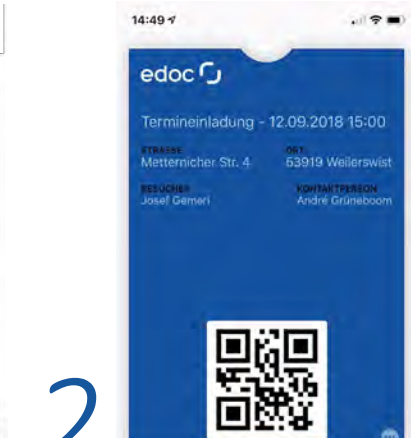 14:49
edoc
Termineinladung - 12.09.2018 15:00
STRASSE ORT
Metternicher Str. 4 53919 Weilerswist
BESUCHER KONTAKTPERSON
Josef Gemeri André Grüneboom
2